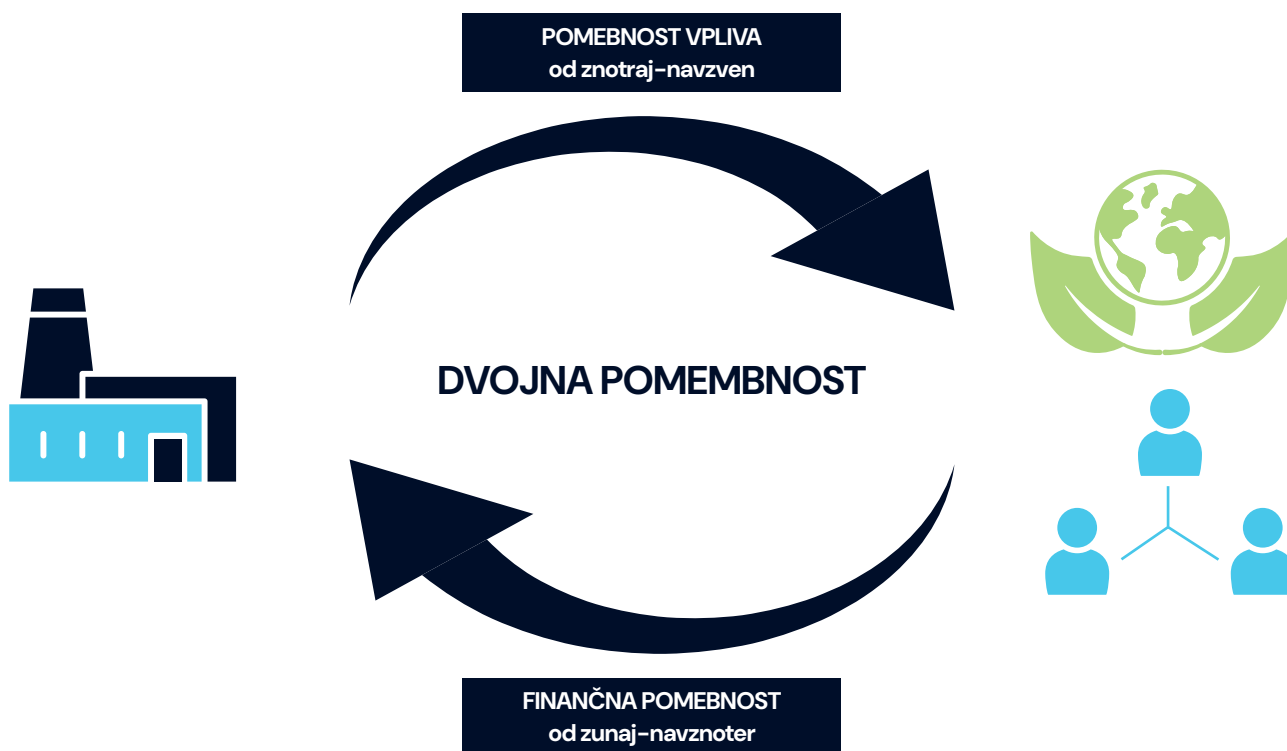 POMEBNOST VPLIVA
od znotraj-navzven
DVOJNA POMEMBNOST
FINANČNA POMEBNOST
od zunaj-navznoter